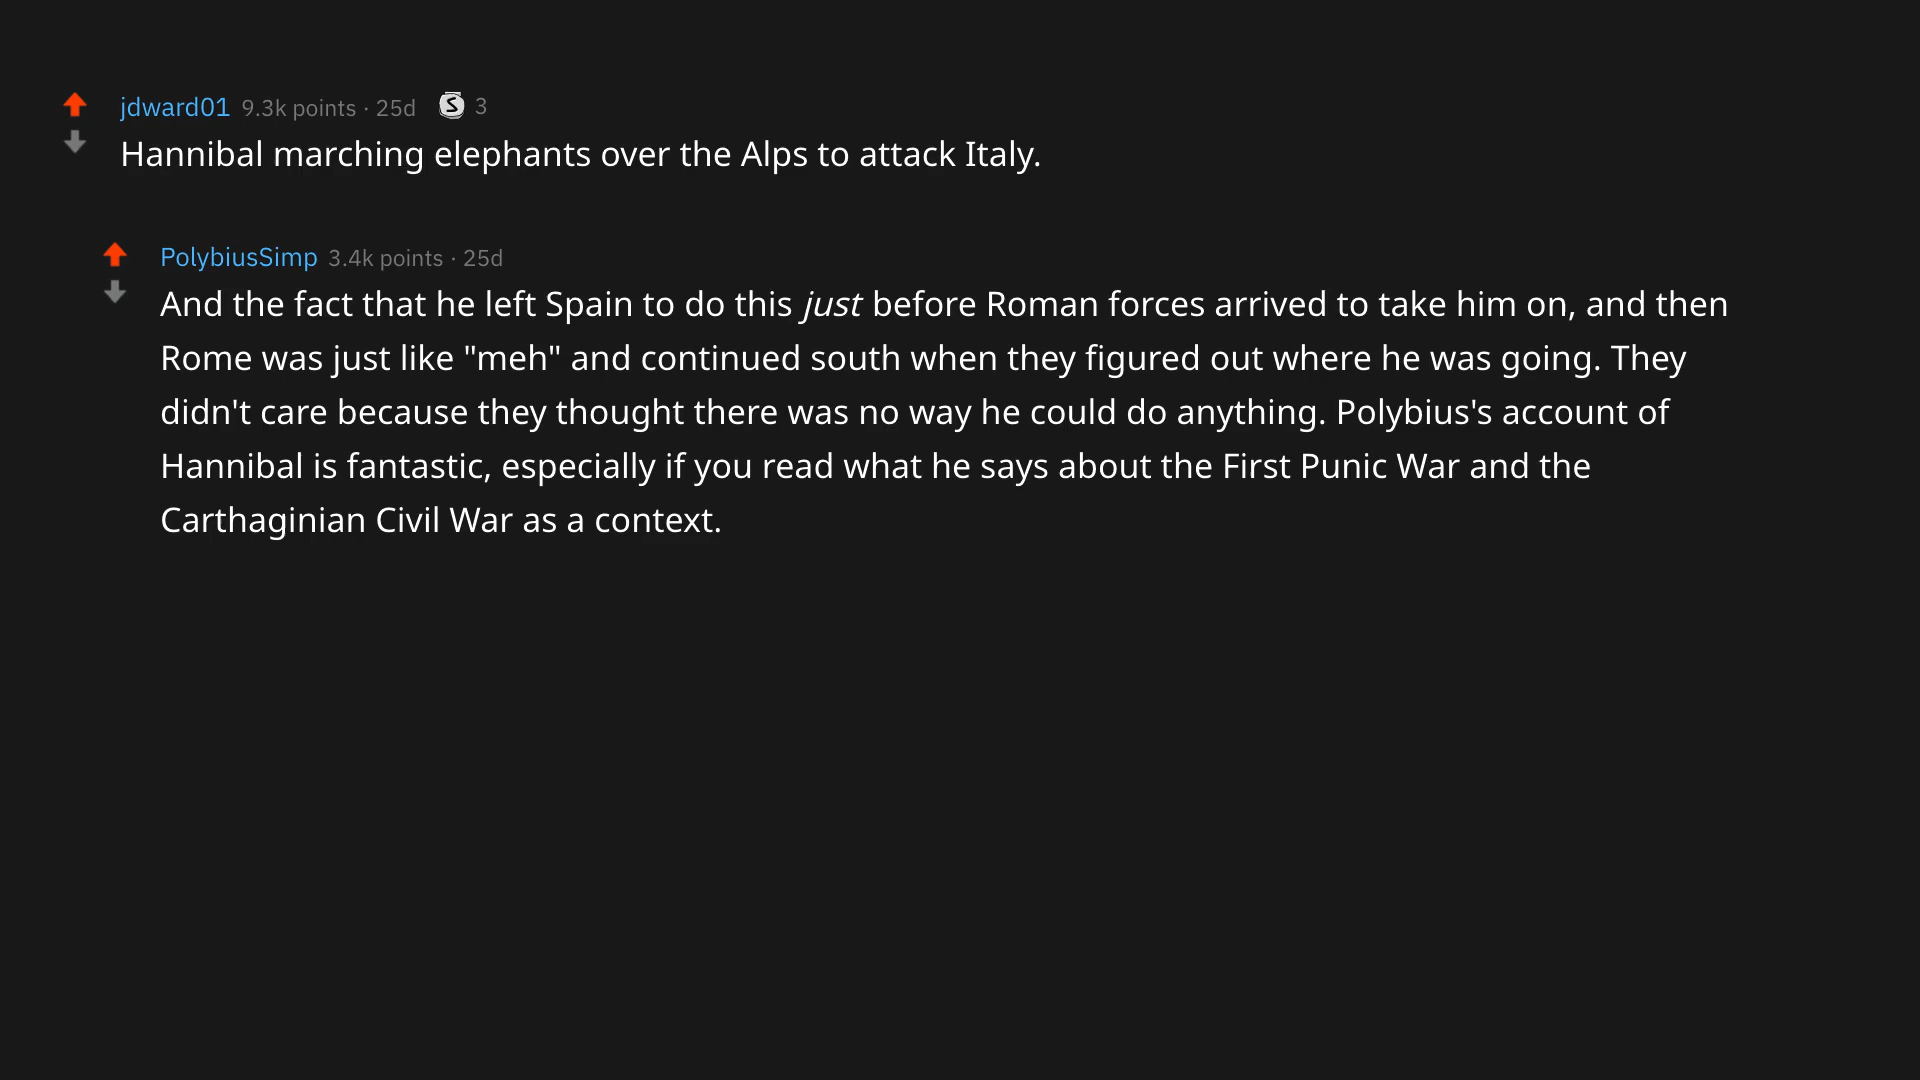 jdward01 9.3k points · 25d S 3
Hannibal marching elephants over the Alps to attack Italy.
PolybiusSimp 3.4k points · 25d
And the fact that he left Spain to do this just before Roman forces arrived to take him on, and then
Rome was just like "meh" and continued south when they figured out where he was going. They
didn't care because they thought there was no way he could do anything. Polybius's account of
Hannibal is fantastic, especially if you read what he says about the First Punic War and the
Carthaginian Civil War as a context.